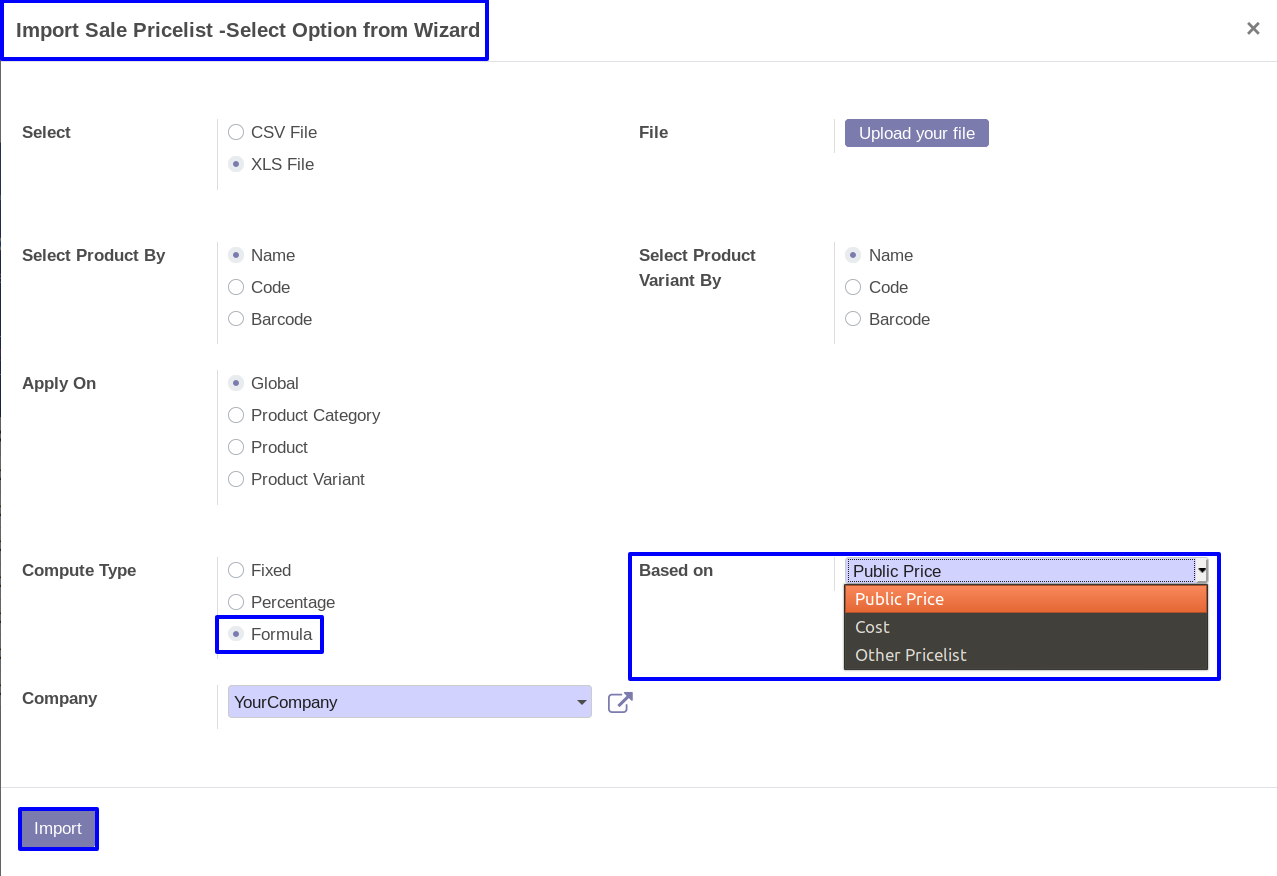 Import Sale Pricelist -Select Option from Wizard
×
Select
CSV File
XLS File
File
Upload your file
Select Product By
Name
Code
Barcode
Select Product
Variant By
Name
Code
Barcode
Apply On
Global
Product Category
Product
Product Variant
Compute Type
Fixed
Percentage
Formula
Based on
Public Price
Public Price
Cost
Other Pricelist
Company
YourCompany
Import